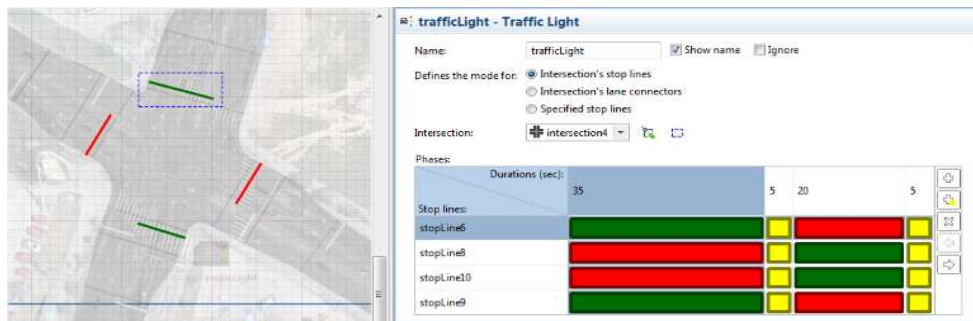 trafficLight - Traffic Light
Name:
trafficLight
Show name
Ignore
Defines the mode for:
Intersection's stop lines
Intersection's lane connectors
Specified stop lines
Intersection:
intersection4
Phases:
Durations (sec):
35
5
20
5
Stop lines:
stopLine6
stopLine8
stopLine10
stopLine9
trafficLight